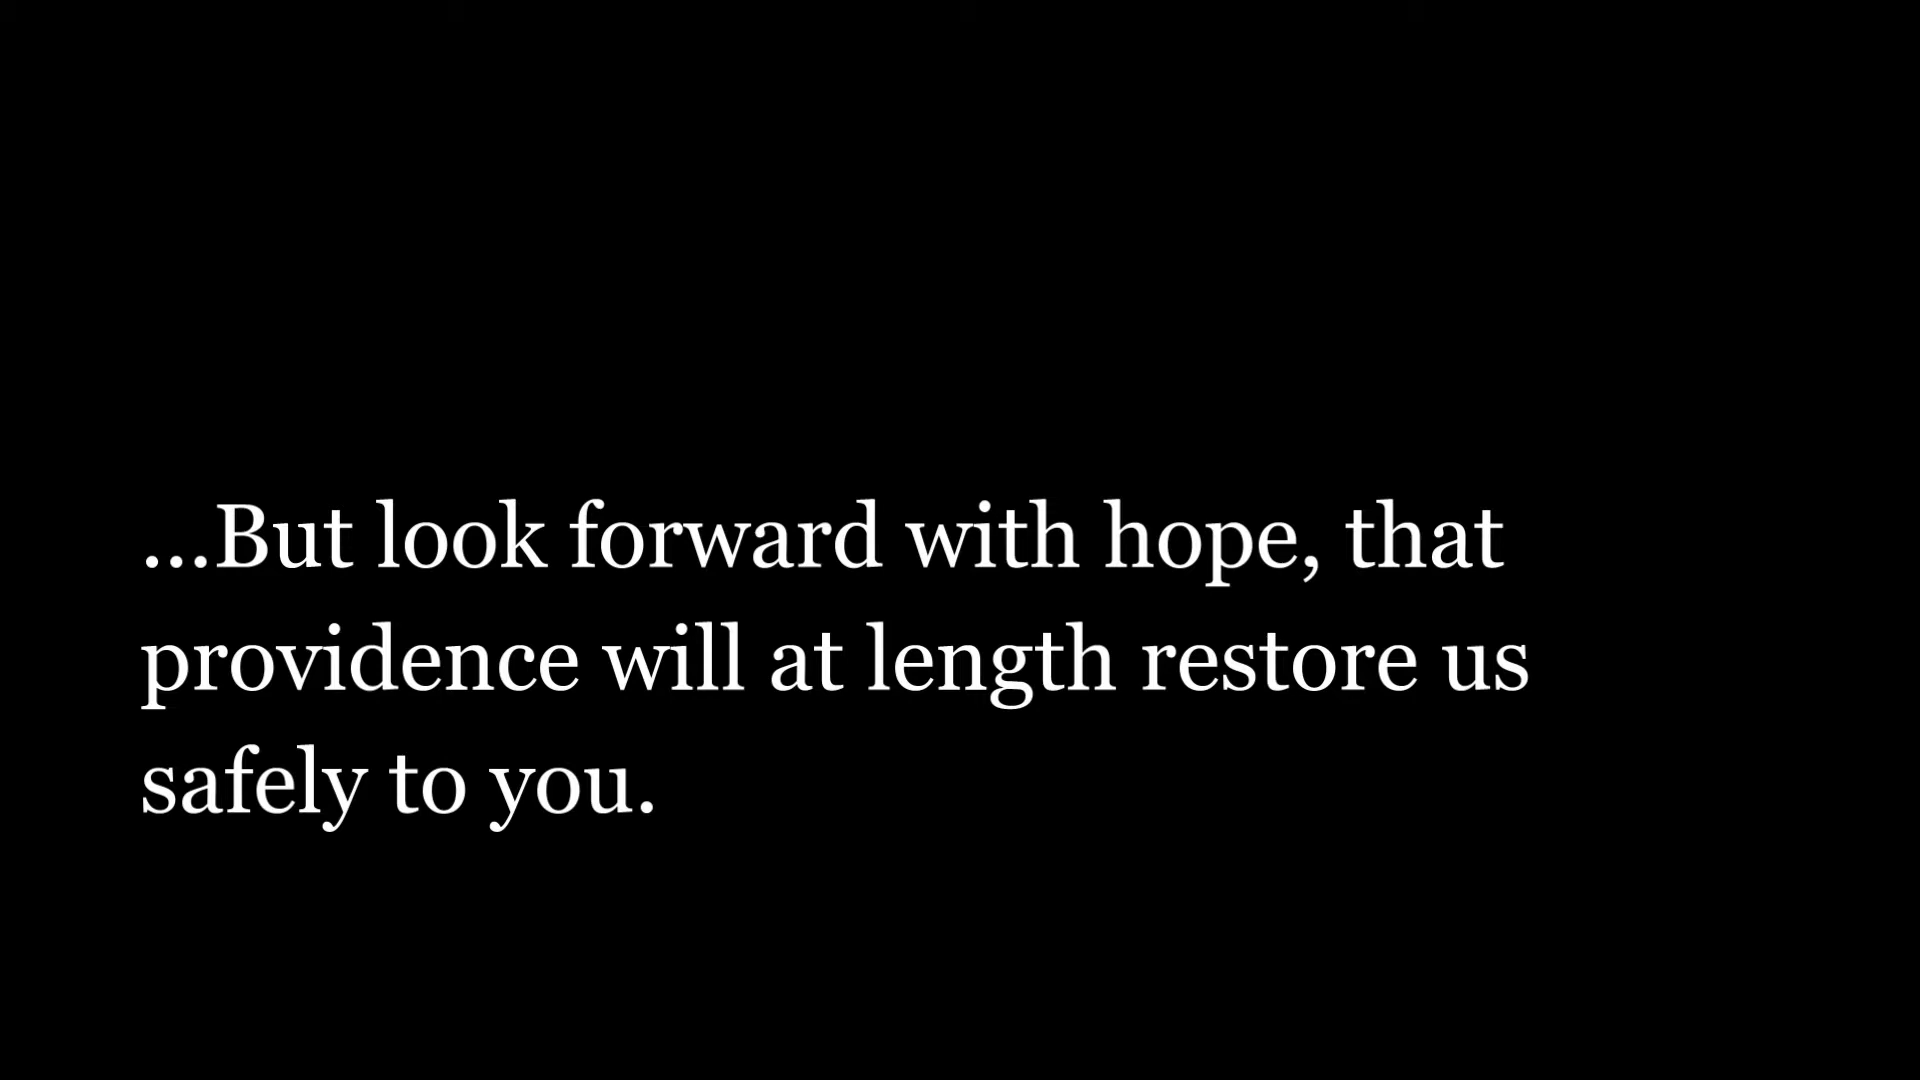 ...But look forward with hope, that
providence will at length restore us
safely to you.